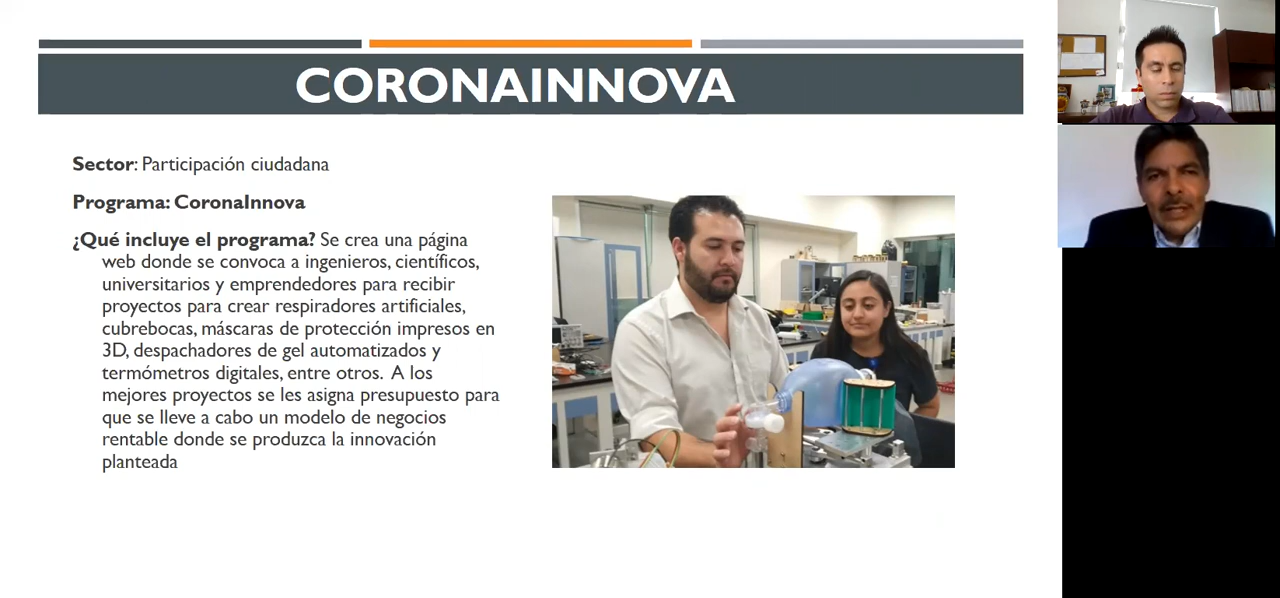 CORONAINNOVA
Sector: Participación ciudadana
Programa: CoronaInnova
¿Qué incluye el programa? Se crea una página
web donde se convoca a ingenieros, científicos,
universitarios y emprendedores para recibir
proyectos para crear respiradores artificiales,
cubrebocas, máscaras de protección impresos en
3D, despachadores de gel automatizados y
termómetros digitales, entre otros. A los
mejores proyectos se les asigna presupuesto para
que se lleve a cabo un modelo de negocios
rentable donde se produzca la innovación
planteada